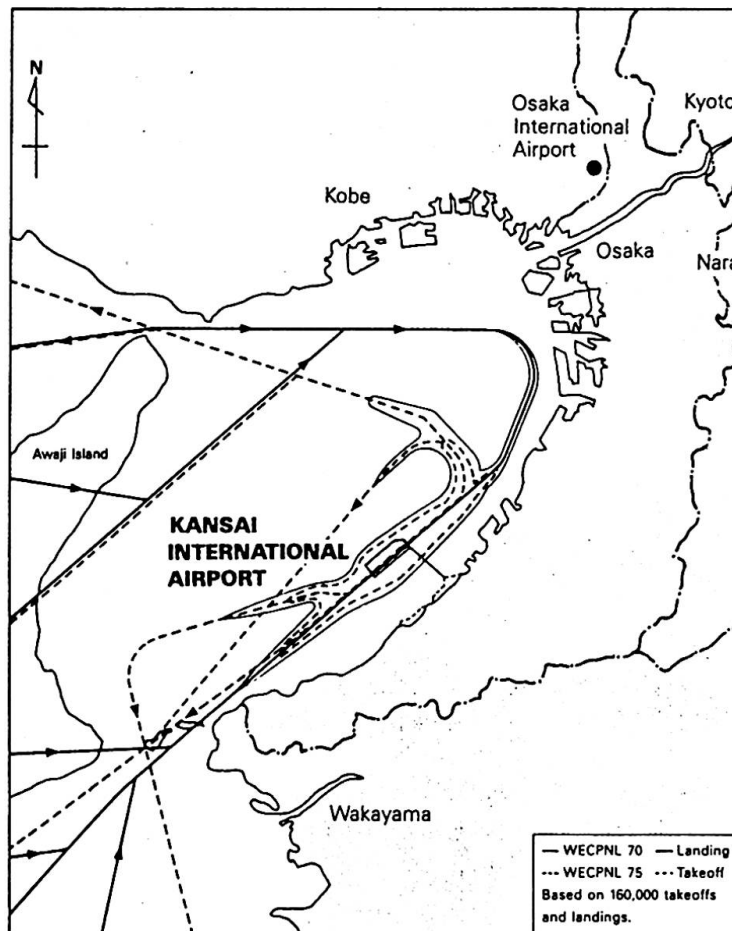 N
Osaka
International
Airport
Kyoto
Kobe
Osaka
Nara
Awaji Island
KANSAI
INTERNATIONAL
AIRPORT
Wakayama
WECPNL 70 Landing
WECPNL 75 Takeoff
Based on 160,000 takeoffs
and landings.